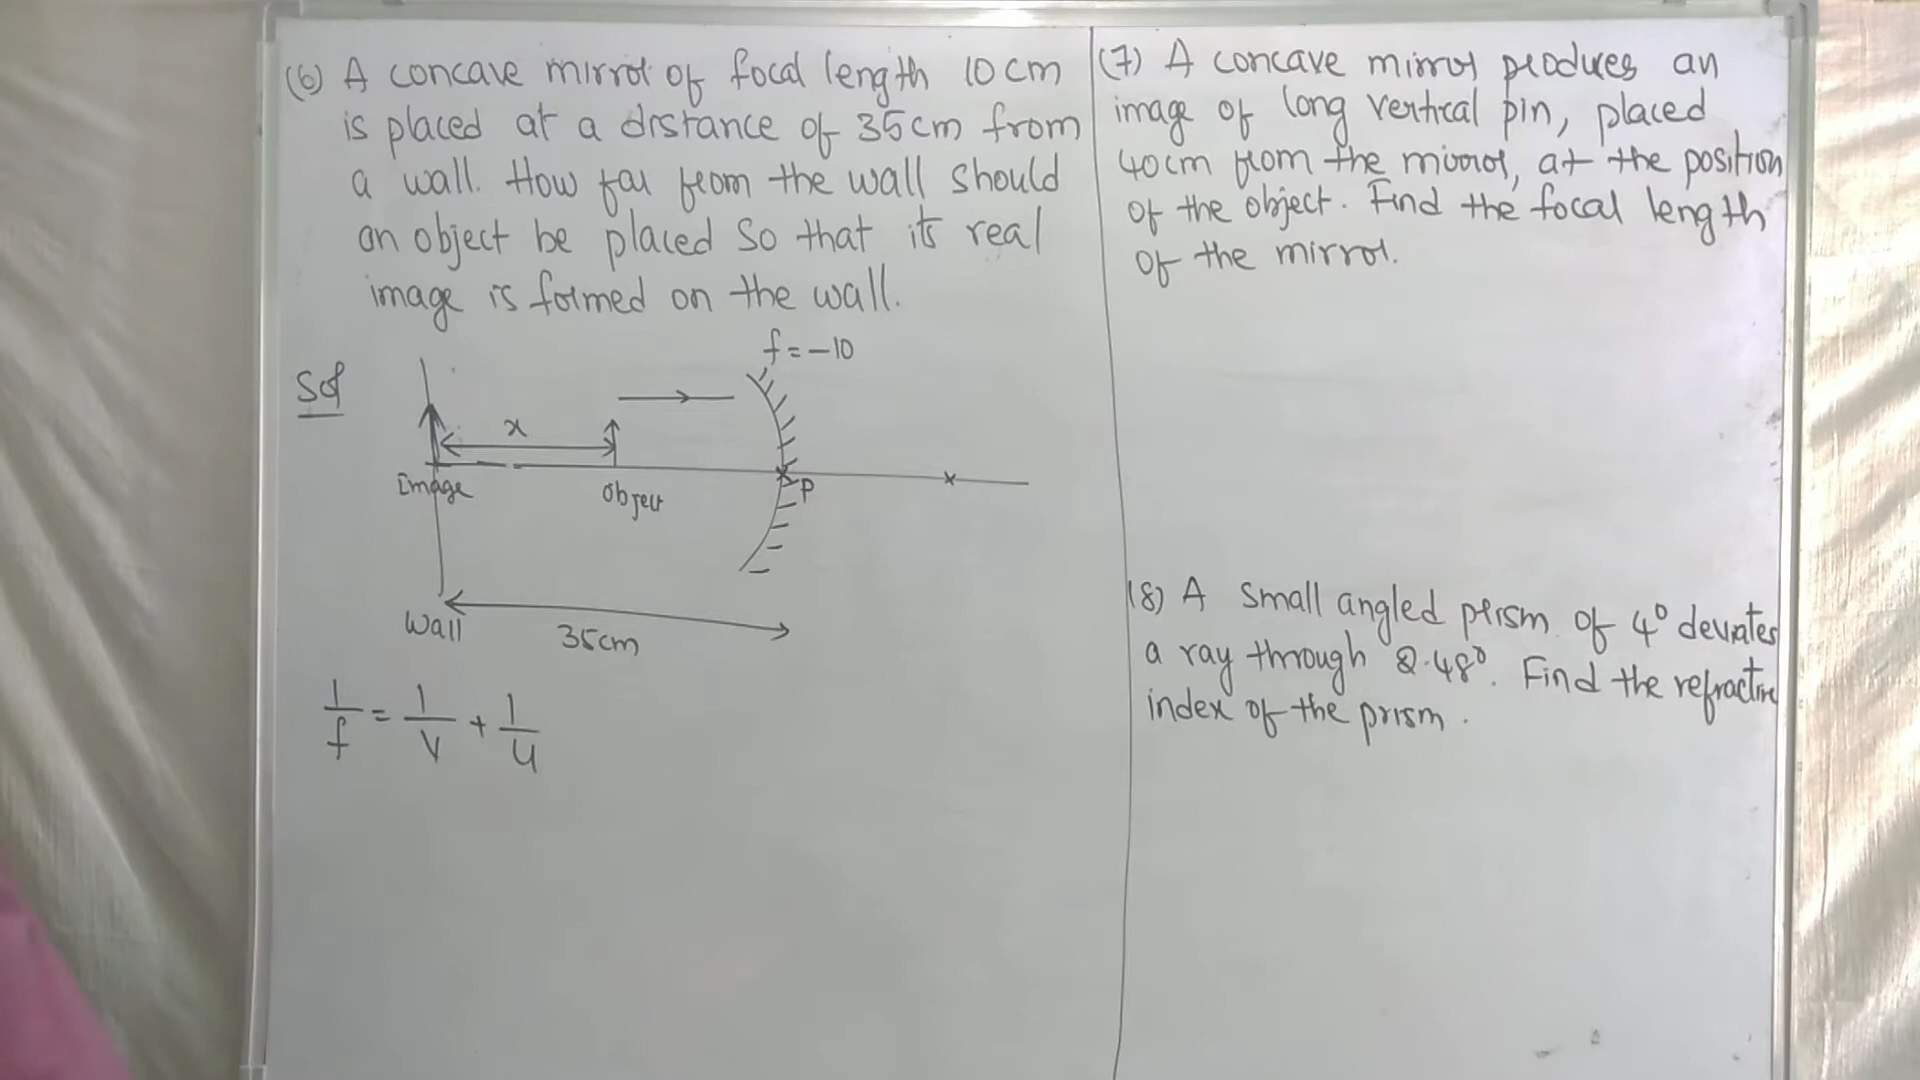 (6) A concave mirror of focal length 10 cm
is placed at a distance of 35cm from
a wall. How far from the wall should
an object be placed so that its real
image is formed on the wall.
Sol
f = -10
x
Image
Object
P
Wall
35cm
1/f = 1/v + 1/u
(7) A concave mirror produces an
image of long vertical pin, placed
40cm from the mirror, at the position
of the object. Find the focal length
of the mirror.
(8) A small angled prism of 4° deviates
a ray through 2.48°. Find the refractive
index of the prism.